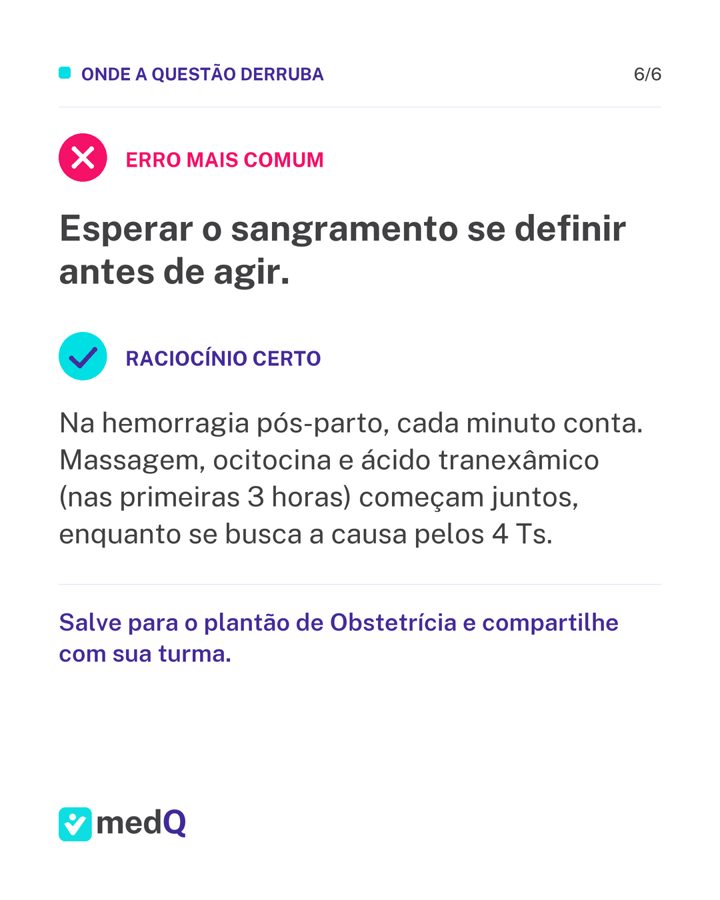 ONDE A QUESTÃO DERRUBA
6/6
ERRO MAIS COMUM
Esperar o sangramento se definir
antes de agir.
RACIOCÍNIO CERTO
Na hemorragia pós-parto, cada minuto conta.
Massagem, ocitocina e ácido tranexâmico
(nas primeiras 3 horas) começam juntos,
enquanto se busca a causa pelos 4 Ts.
Salve para o plantão de Obstetrícia e compartilhe
com sua turma.
medQ